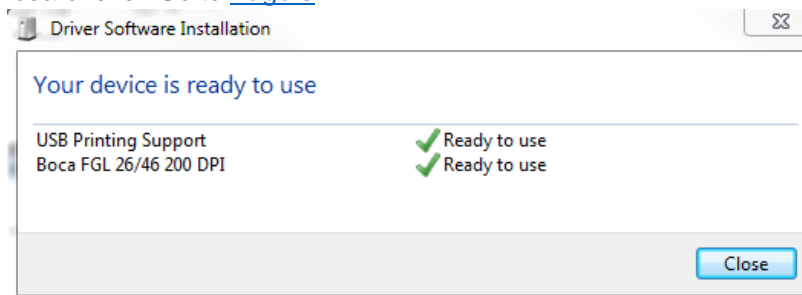 Driver Software Installation
Your device is ready to use
USB Printing Support Ready to use
Boca FGL 26/46 200 DPI Ready to use
Close